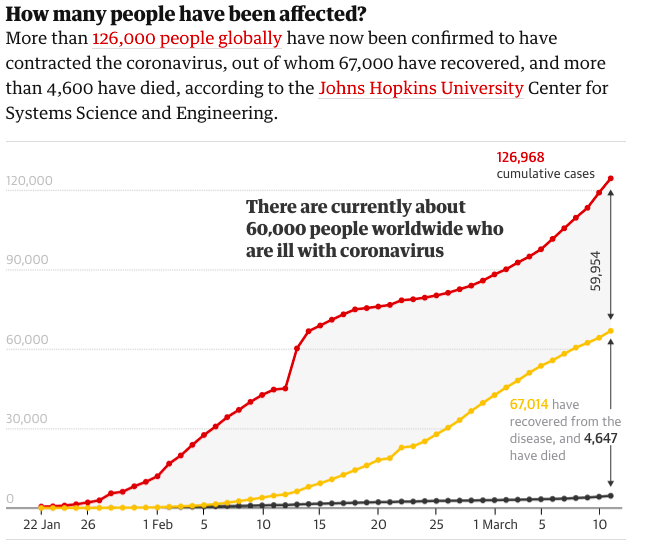 How many people have been affected?
More than 126,000 people globally have now been confirmed to have
contracted the coronavirus, out of whom 67,000 have recovered, and more
than 4,600 have died, according to the Johns Hopkins University Center for
Systems Science and Engineering.
126,968
cumulative cases
120,000
There are currently about
60,000 people worldwide who
are ill with coronavirus
90,000
59,954
60,000
67,014 have
recovered from the
disease, and 4,647
have died
30,000
0
22 Jan 26 1 Feb 5 10 15 20 25 1 March 5 10